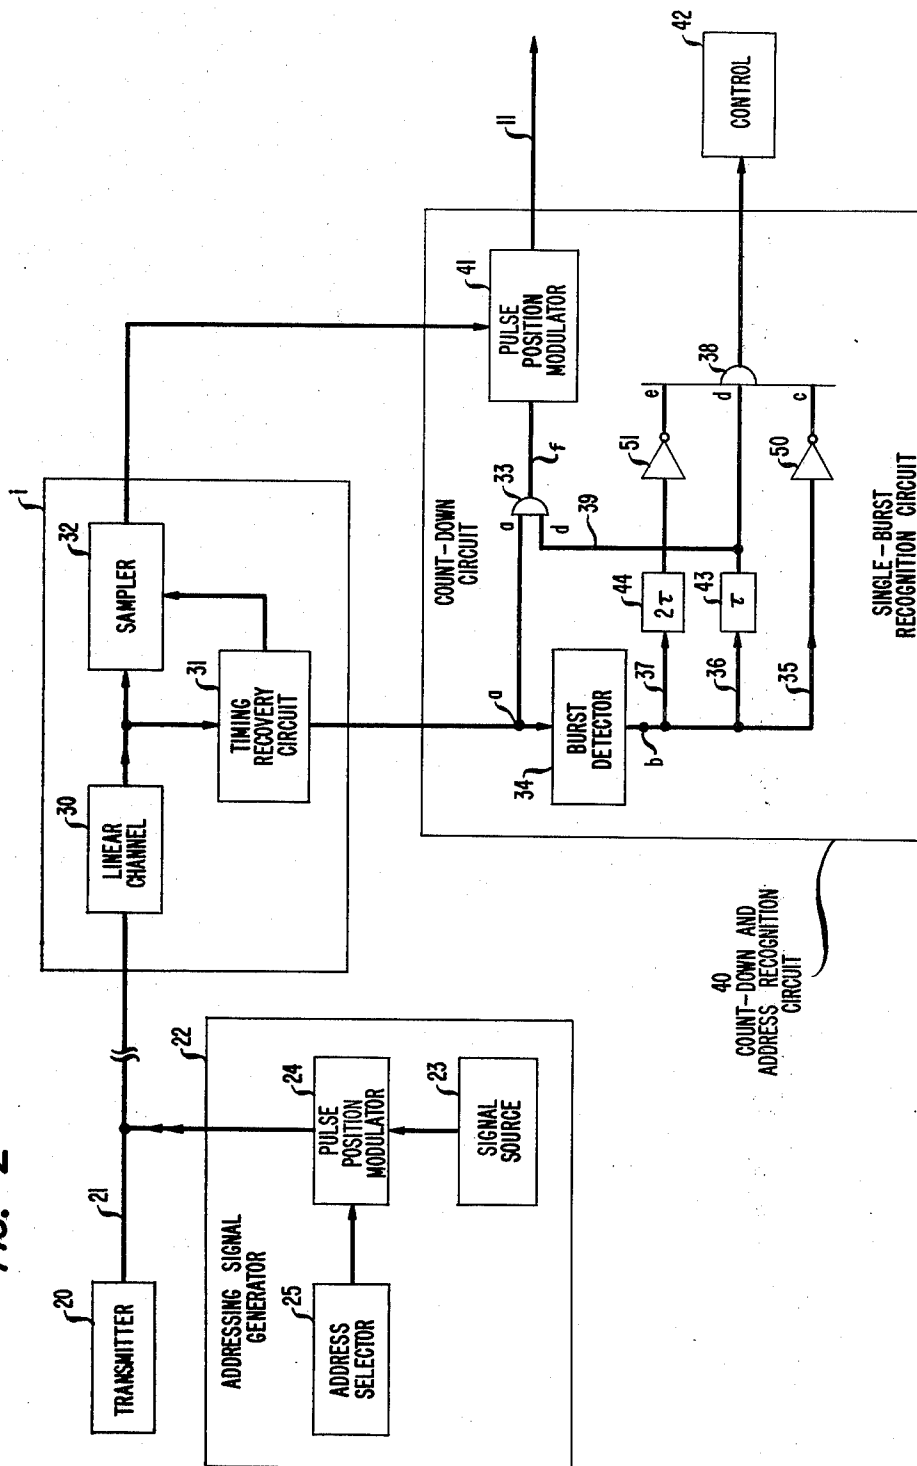 FIG. 2
20
TRANSMITTER
21
22
ADDRESSING SIGNAL
GENERATOR
25
ADDRESS
SELECTOR
24
PULSE
POSITION
MODULATOR
23
SIGNAL
SOURCE
1
30
LINEAR
CHANNEL
31
TIMING
RECOVERY
CIRCUIT
32
SAMPLER
40
COUNT-DOWN AND
ADDRESS RECOGNITION
CIRCUIT
COUNT-DOWN
CIRCUIT
a
34
BURST
DETECTOR
b
37
36
35
44
2τ
43
τ
39
a
d
33
f
41
PULSE
POSITION
MODULATOR
11
51
50
e
d
c
38
42
CONTROL
SINGLE-BURST
RECOGNITION CIRCUIT